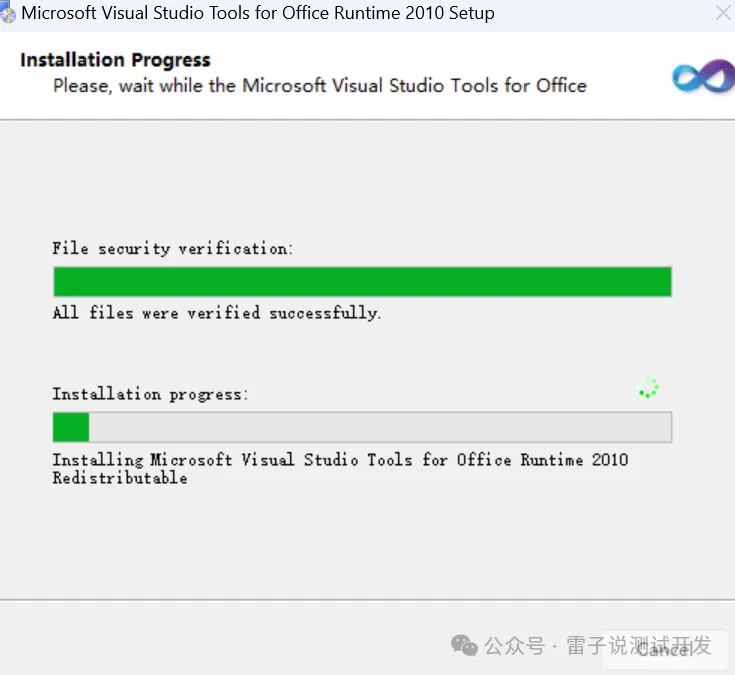 Microsoft Visual Studio Tools for Office Runtime 2010 Setup
Installation Progress
Please, wait while the Microsoft Visual Studio Tools for Office
File security verification:
All files were verified successfully.
Installation progress:
Installing Microsoft Visual Studio Tools for Office Runtime 2010
Redistributable
公众号 · 雷子说测试开发
Cancel